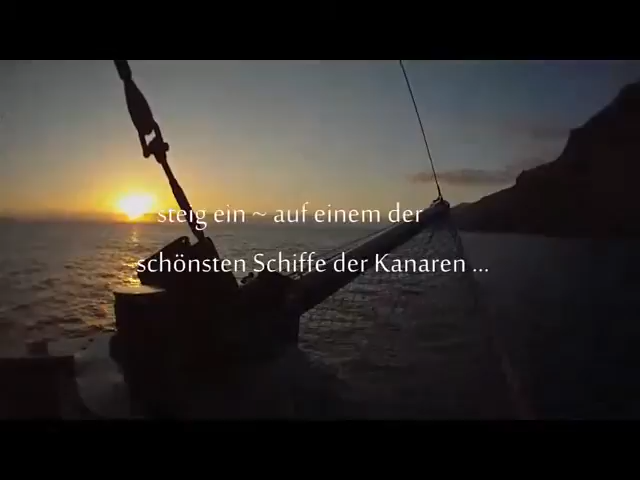 steig ein ~ auf einem der
schönsten Schiffe der Kanaren ...